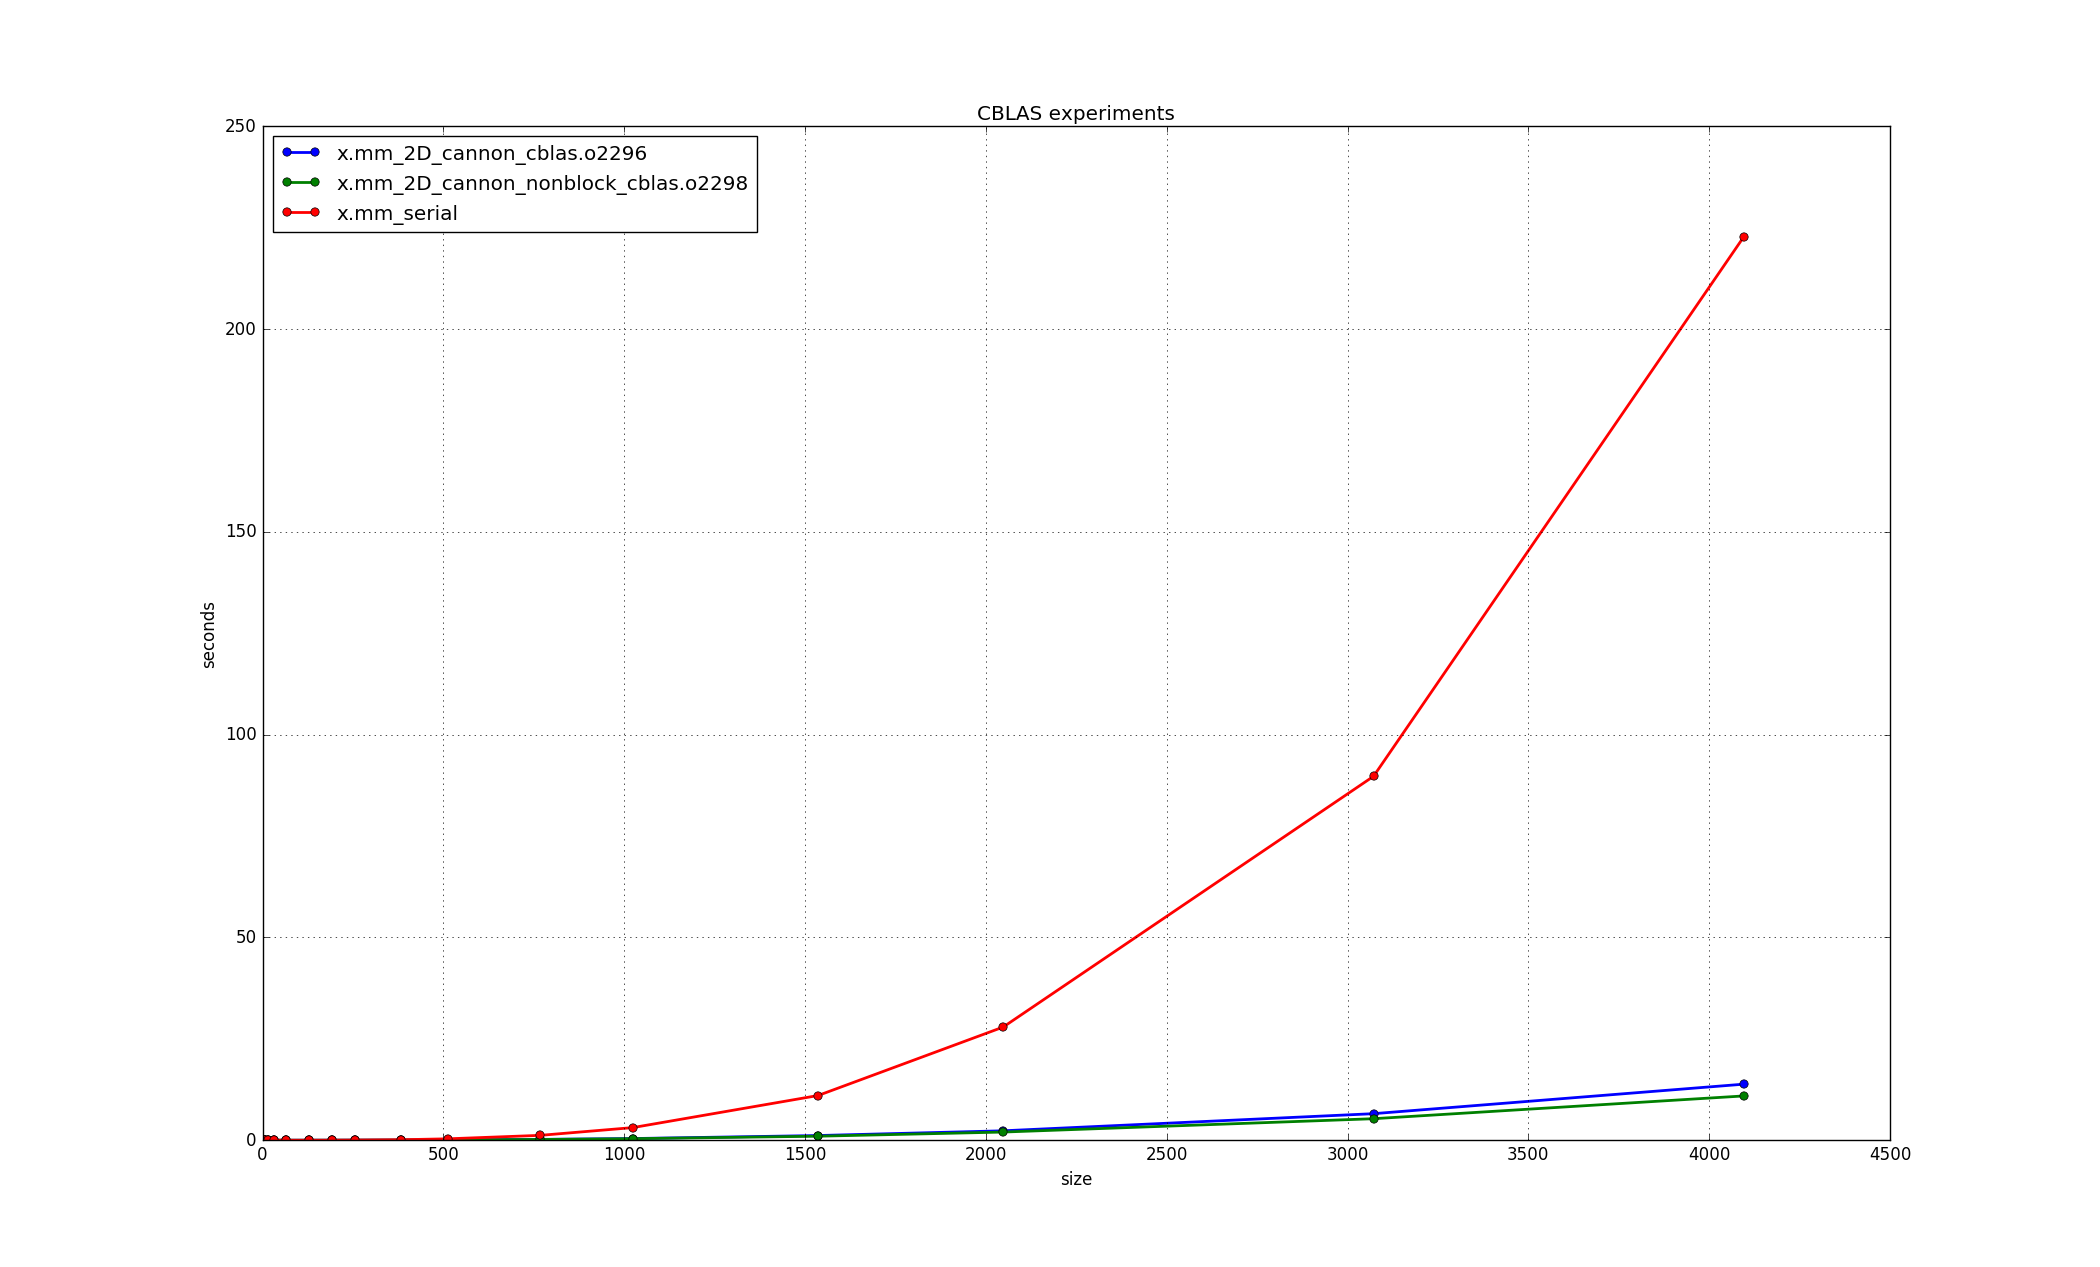 CBLAS experiments
250
x.mm_2D_cannon_cblas.o2296
x.mm_2D_cannon_nonblock_cblas.o2298
x.mm_serial
200
150
seconds
100
50
0
0 500 1000 1500 2000 2500 3000 3500 4000 4500
size